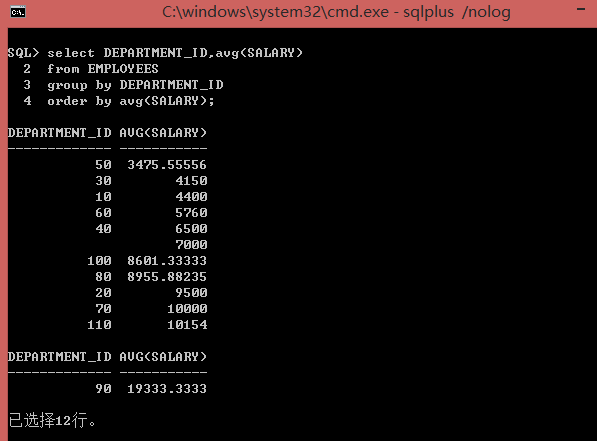 C:\windows\system32\cmd.exe - sqlplus /nolog
SQL> select DEPARTMENT_ID,avg(SALARY)
2 from EMPLOYEES
3 group by DEPARTMENT_ID
4 order by avg(SALARY);
DEPARTMENT_ID AVG(SALARY)
------------- -----------
50 3475.55556
30 4150
10 4400
60 5760
40 6500
7000
100 8601.33333
80 8955.88235
20 9500
70 10000
110 10154
DEPARTMENT_ID AVG(SALARY)
------------- -----------
90 19333.3333
已选择12行。